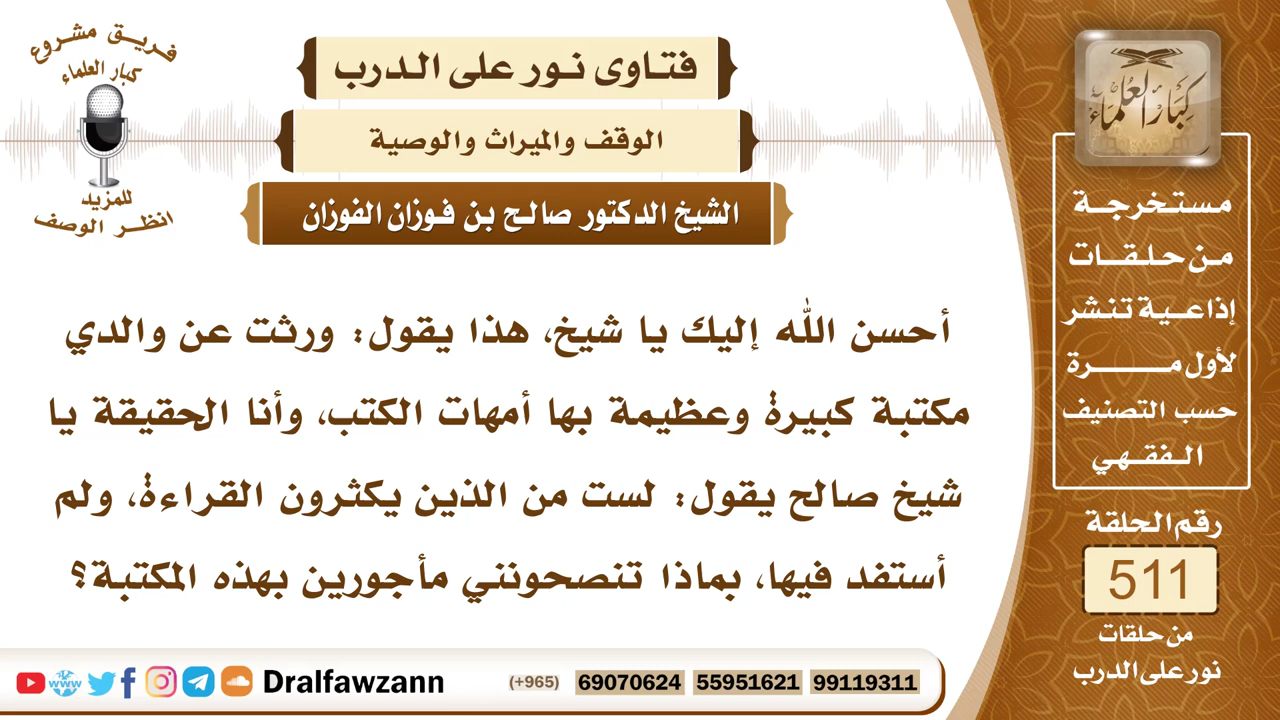 فريق مشروع
كبار العلماء
للمزيد
انظر الوصف
فتاوى نور على الدرب
الوقف والميراث والوصية
الشيخ الدكتور صالح بن فوزان الفوزان
أحسن الله إليك يا شيخ، هذا يقول: ورثت عن والدي
مكتبة كبيرة وعظيمة بها أمهات الكتب، وأنا الحقيقة يا
شيخ صالح يقول: لست من الذين يكثرون القراءة، ولم
أستفد فيها، بماذا تنصحونني مأجورين بهذه المكتبة؟
كبار العلماء
مستخرجة
من حلقات
إذاعية تنشر
لأول مرة
حسب التصنيف
الفقهي
رقم الحلقة
511
من حلقات
نور على الدرب
www Dralfawzann (+965) 69070624 55951621 99119311